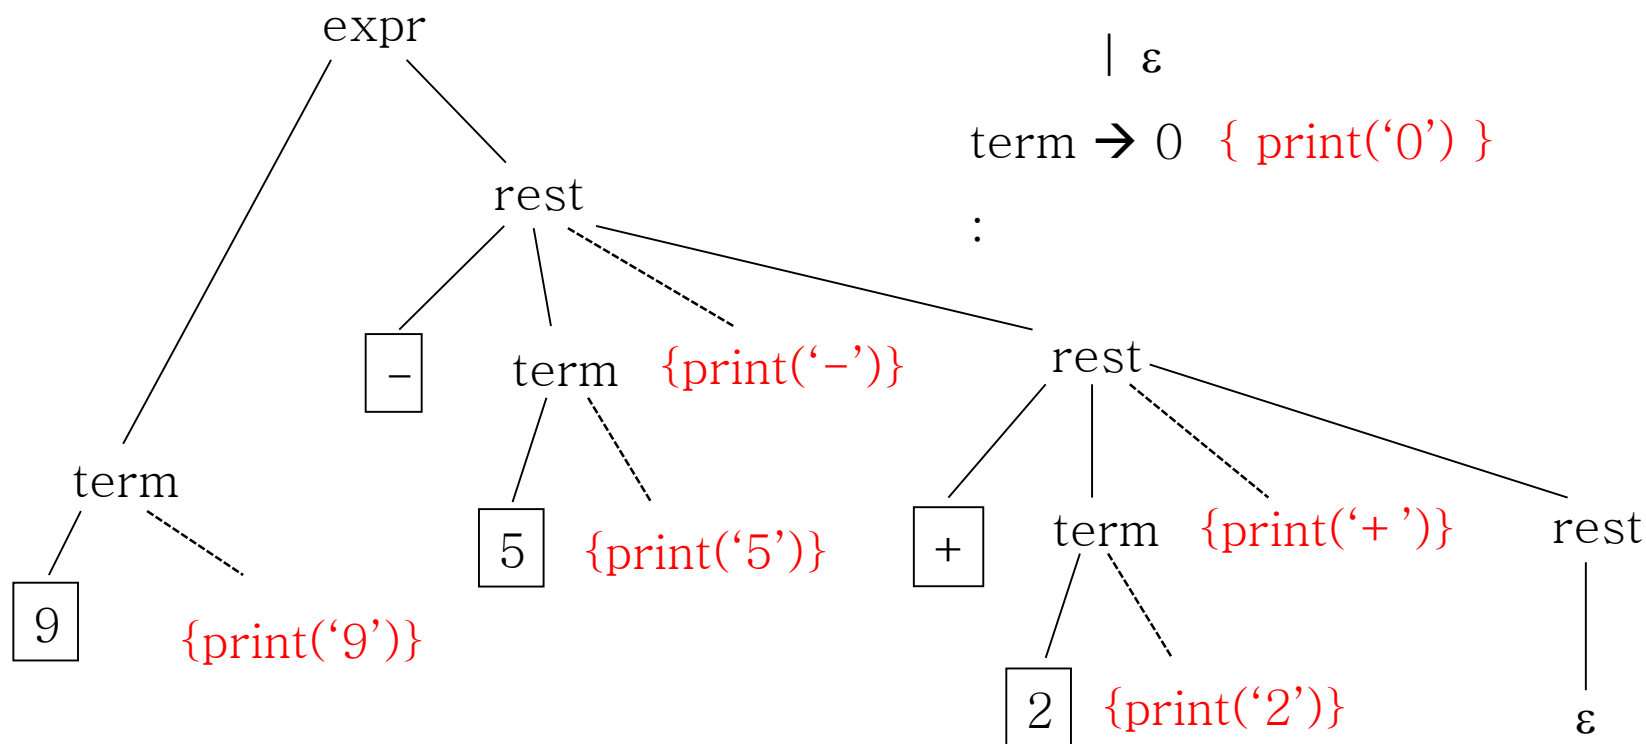 expr
| ε
term → 0 { print(‘0’) }
rest
:
– term {print(‘–’)} rest
term
5 {print(‘5’)} + term {print(‘+ ’)} rest
9 {print(‘9’)}
2 {print(‘2’)} ε